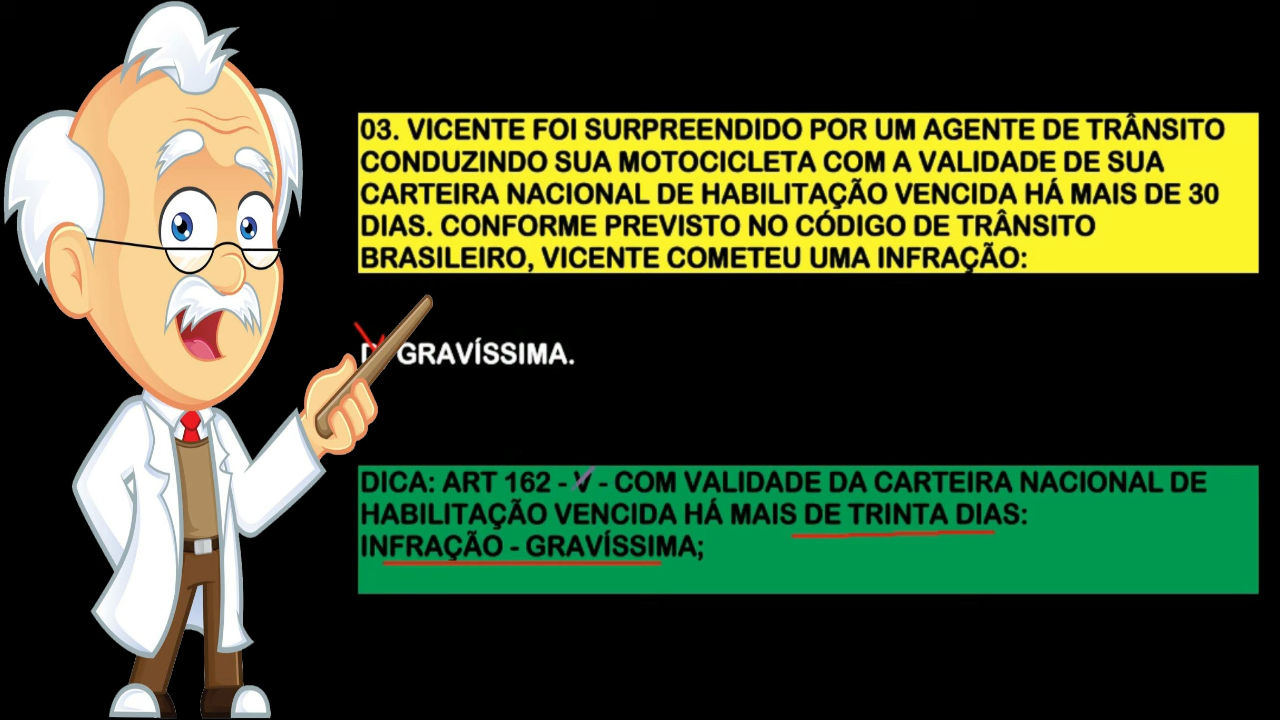 03. VICENTE FOI SURPREENDIDO POR UM AGENTE DE TRÂNSITO
CONDUZINDO SUA MOTOCICLETA COM A VALIDADE DE SUA
CARTEIRA NACIONAL DE HABILITAÇÃO VENCIDA HÁ MAIS DE 30
DIAS. CONFORME PREVISTO NO CÓDIGO DE TRÂNSITO
BRASILEIRO, VICENTE COMETEU UMA INFRAÇÃO:
GRAVÍSSIMA.
DICA: ART 162 - V - COM VALIDADE DA CARTEIRA NACIONAL DE
HABILITAÇÃO VENCIDA HÁ MAIS DE TRINTA DIAS:
INFRAÇÃO - GRAVÍSSIMA;